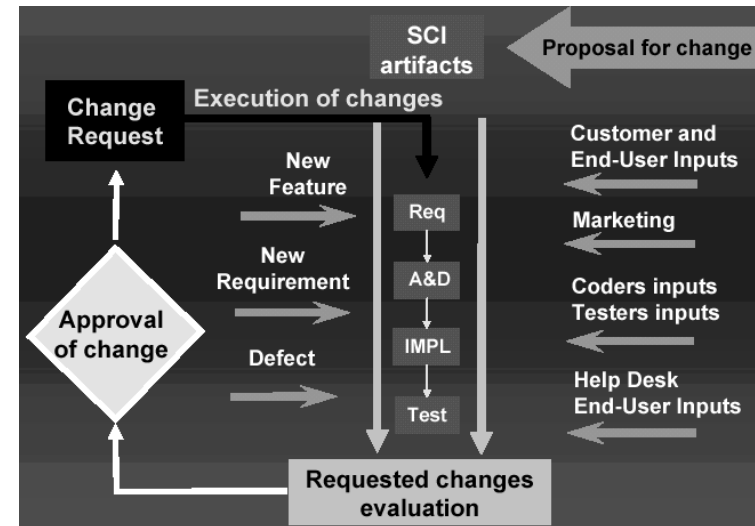 SCI
artifacts
Proposal for change
Change
Request
Execution of changes
Customer and
End-User Inputs
New
Feature
Req
Marketing
New
Requirement
A&D
Coders inputs
Testers inputs
Approval
of change
IMPL
Defect
Help Desk
End-User Inputs
Test
Requested changes
evaluation